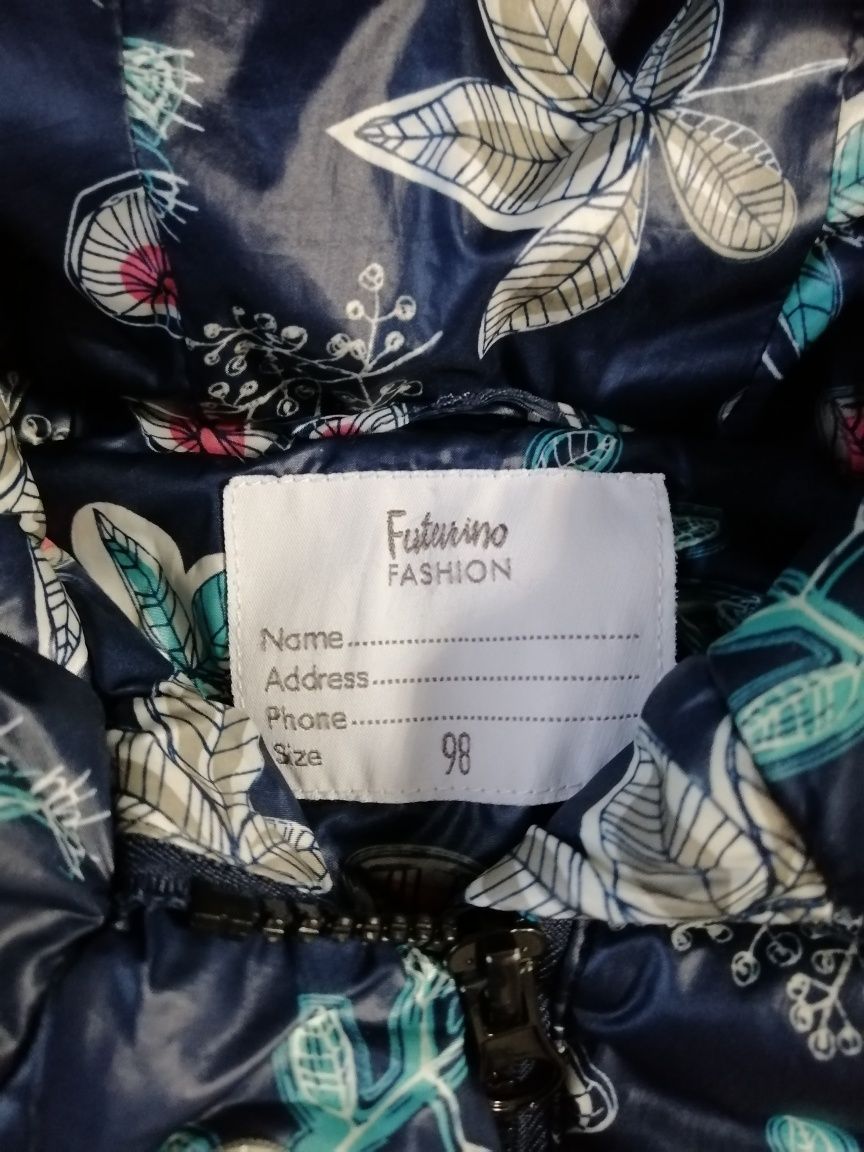 Futurino
FASHION
Name......................................................
Address..................................................
Phone.....................................................
Size 98